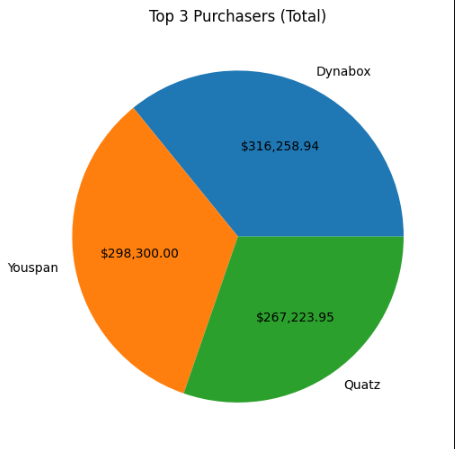 Top 3 Purchasers (Total)
Dynabox
$316,258.94
$298,300.00
Youspan
$267,223.95
Quatz